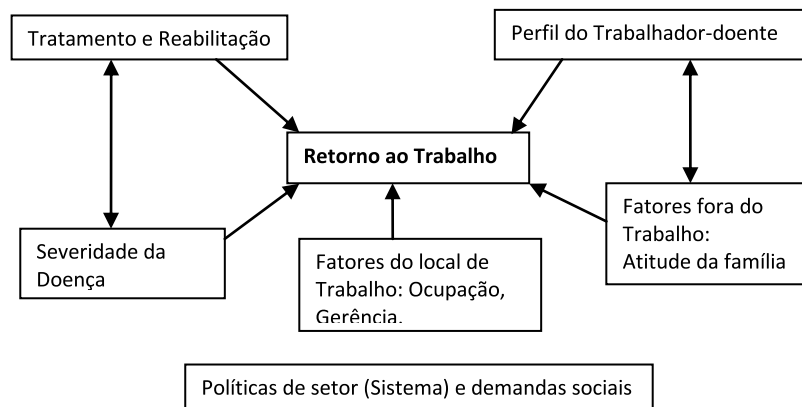 Tratamento e Reabilitação
Perfil do Trabalhador-doente
Retorno ao Trabalho
Severidade da
Doença
Fatores do local de
Trabalho: Ocupação,
Gerência.
Fatores fora do
Trabalho:
Atitude da família
Políticas de setor (Sistema) e demandas sociais